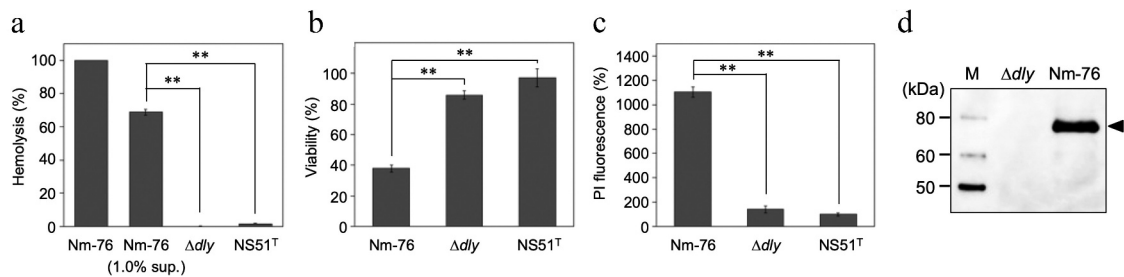 a
Hemolysis (%)
100
80
60
40
20
0
**
**
Nm-76
Nm-76
(1.0% sup.)
Δdly
NS51T
b
Viability (%)
100
80
60
40
20
0
**
**
Nm-76
Δdly
NS51T
c
PI fluorescence (%)
1400
1200
1000
800
600
400
200
0
**
**
Nm-76
Δdly
NS51T
d
M Δdly Nm-76
(kDa)
80
60
50